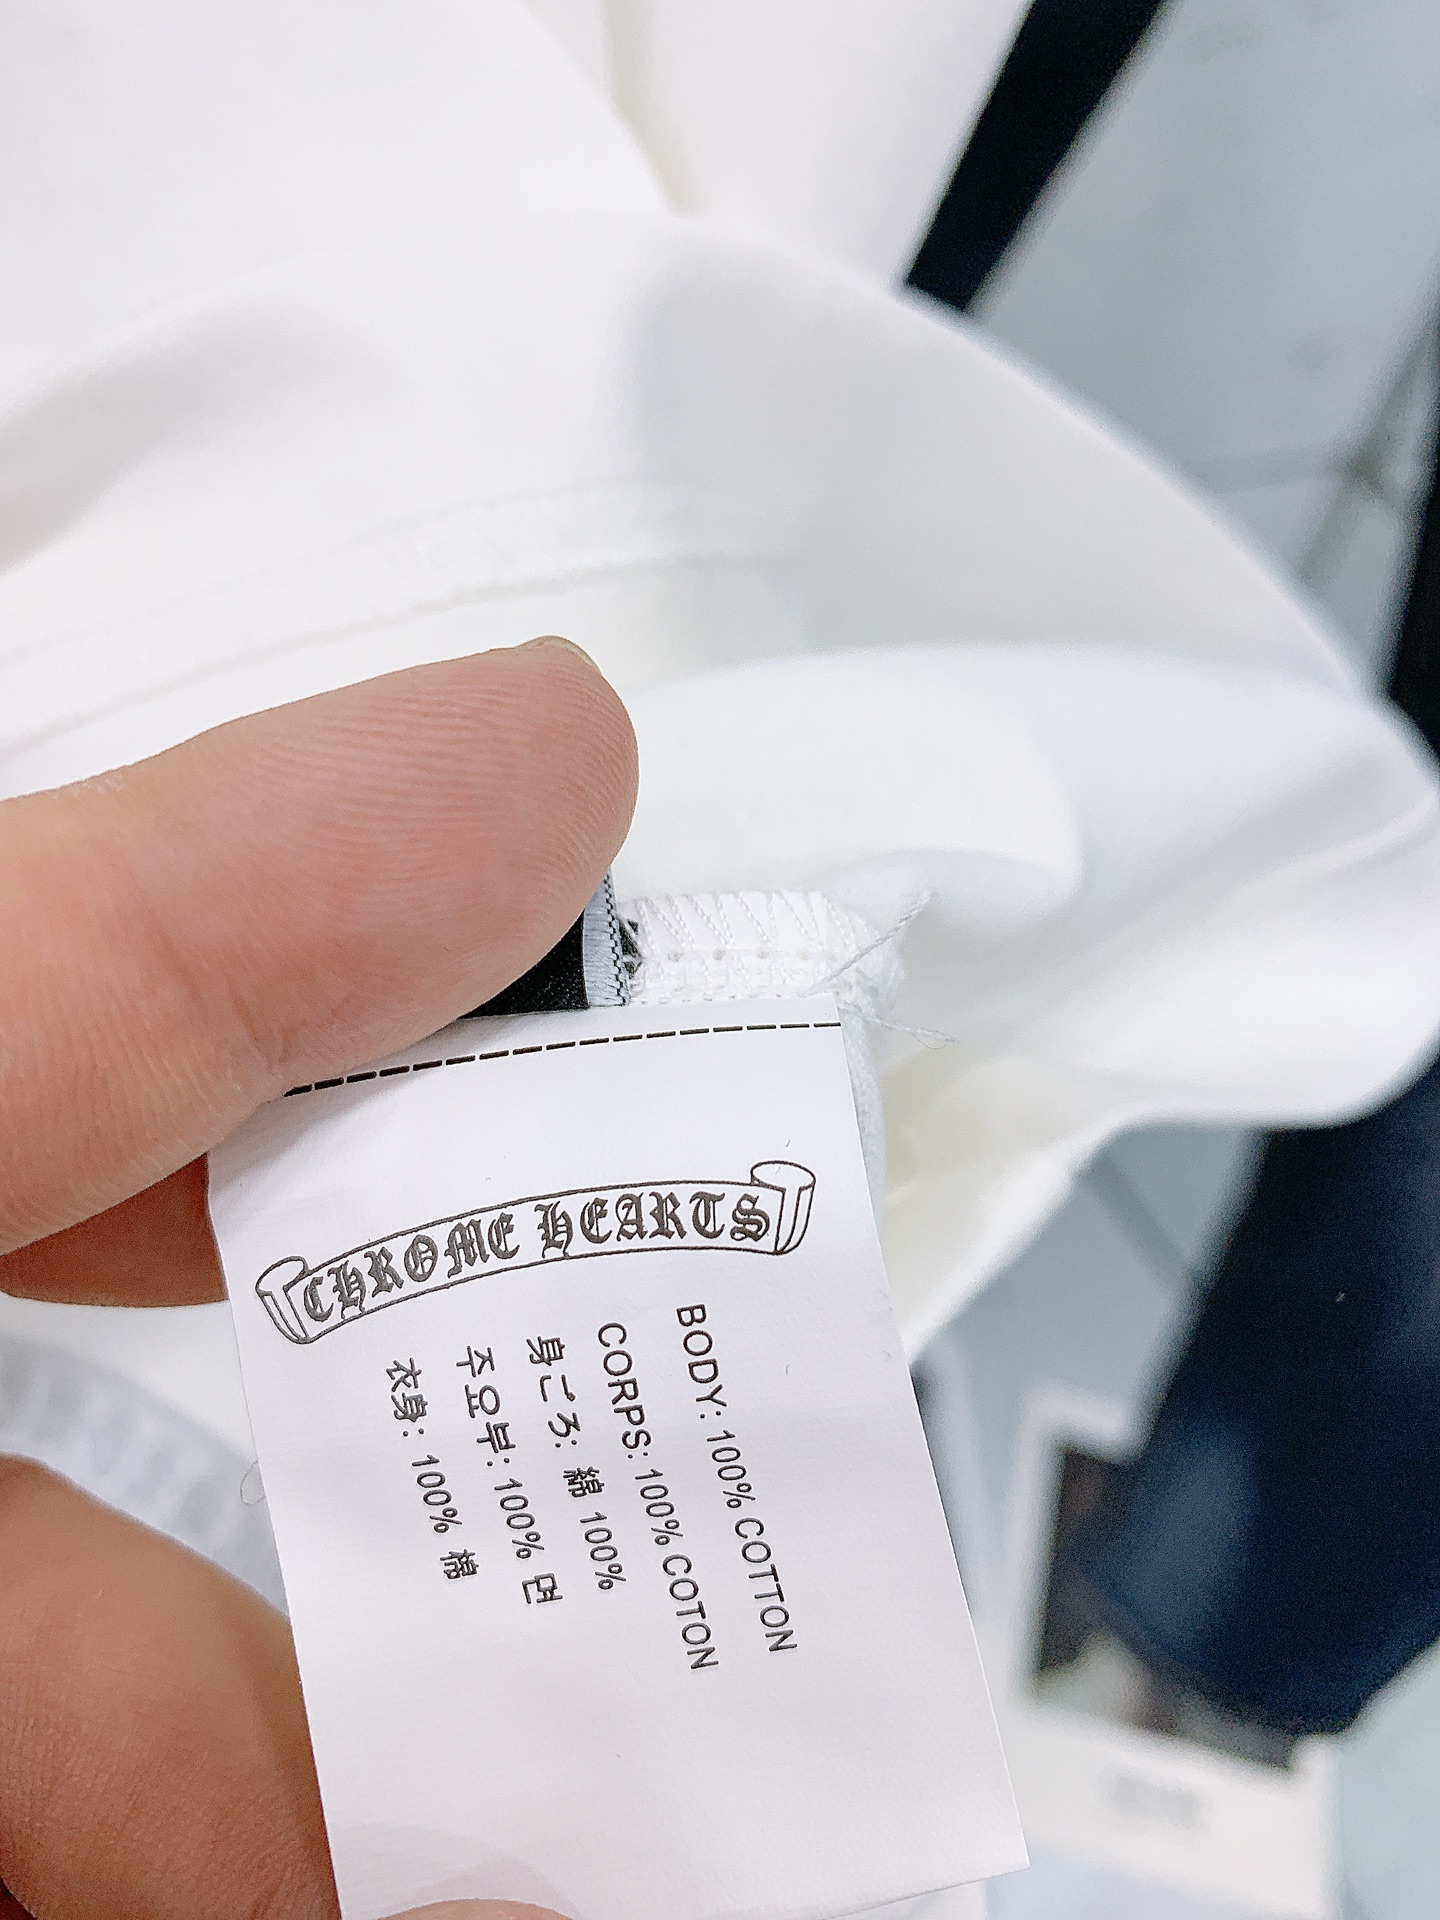 CHROME HEARTS
BODY: 100% COTTON
CORPS: 100% COTON
身ごろ: 綿 100%
주요부: 100% 면
衣身: 100% 棉